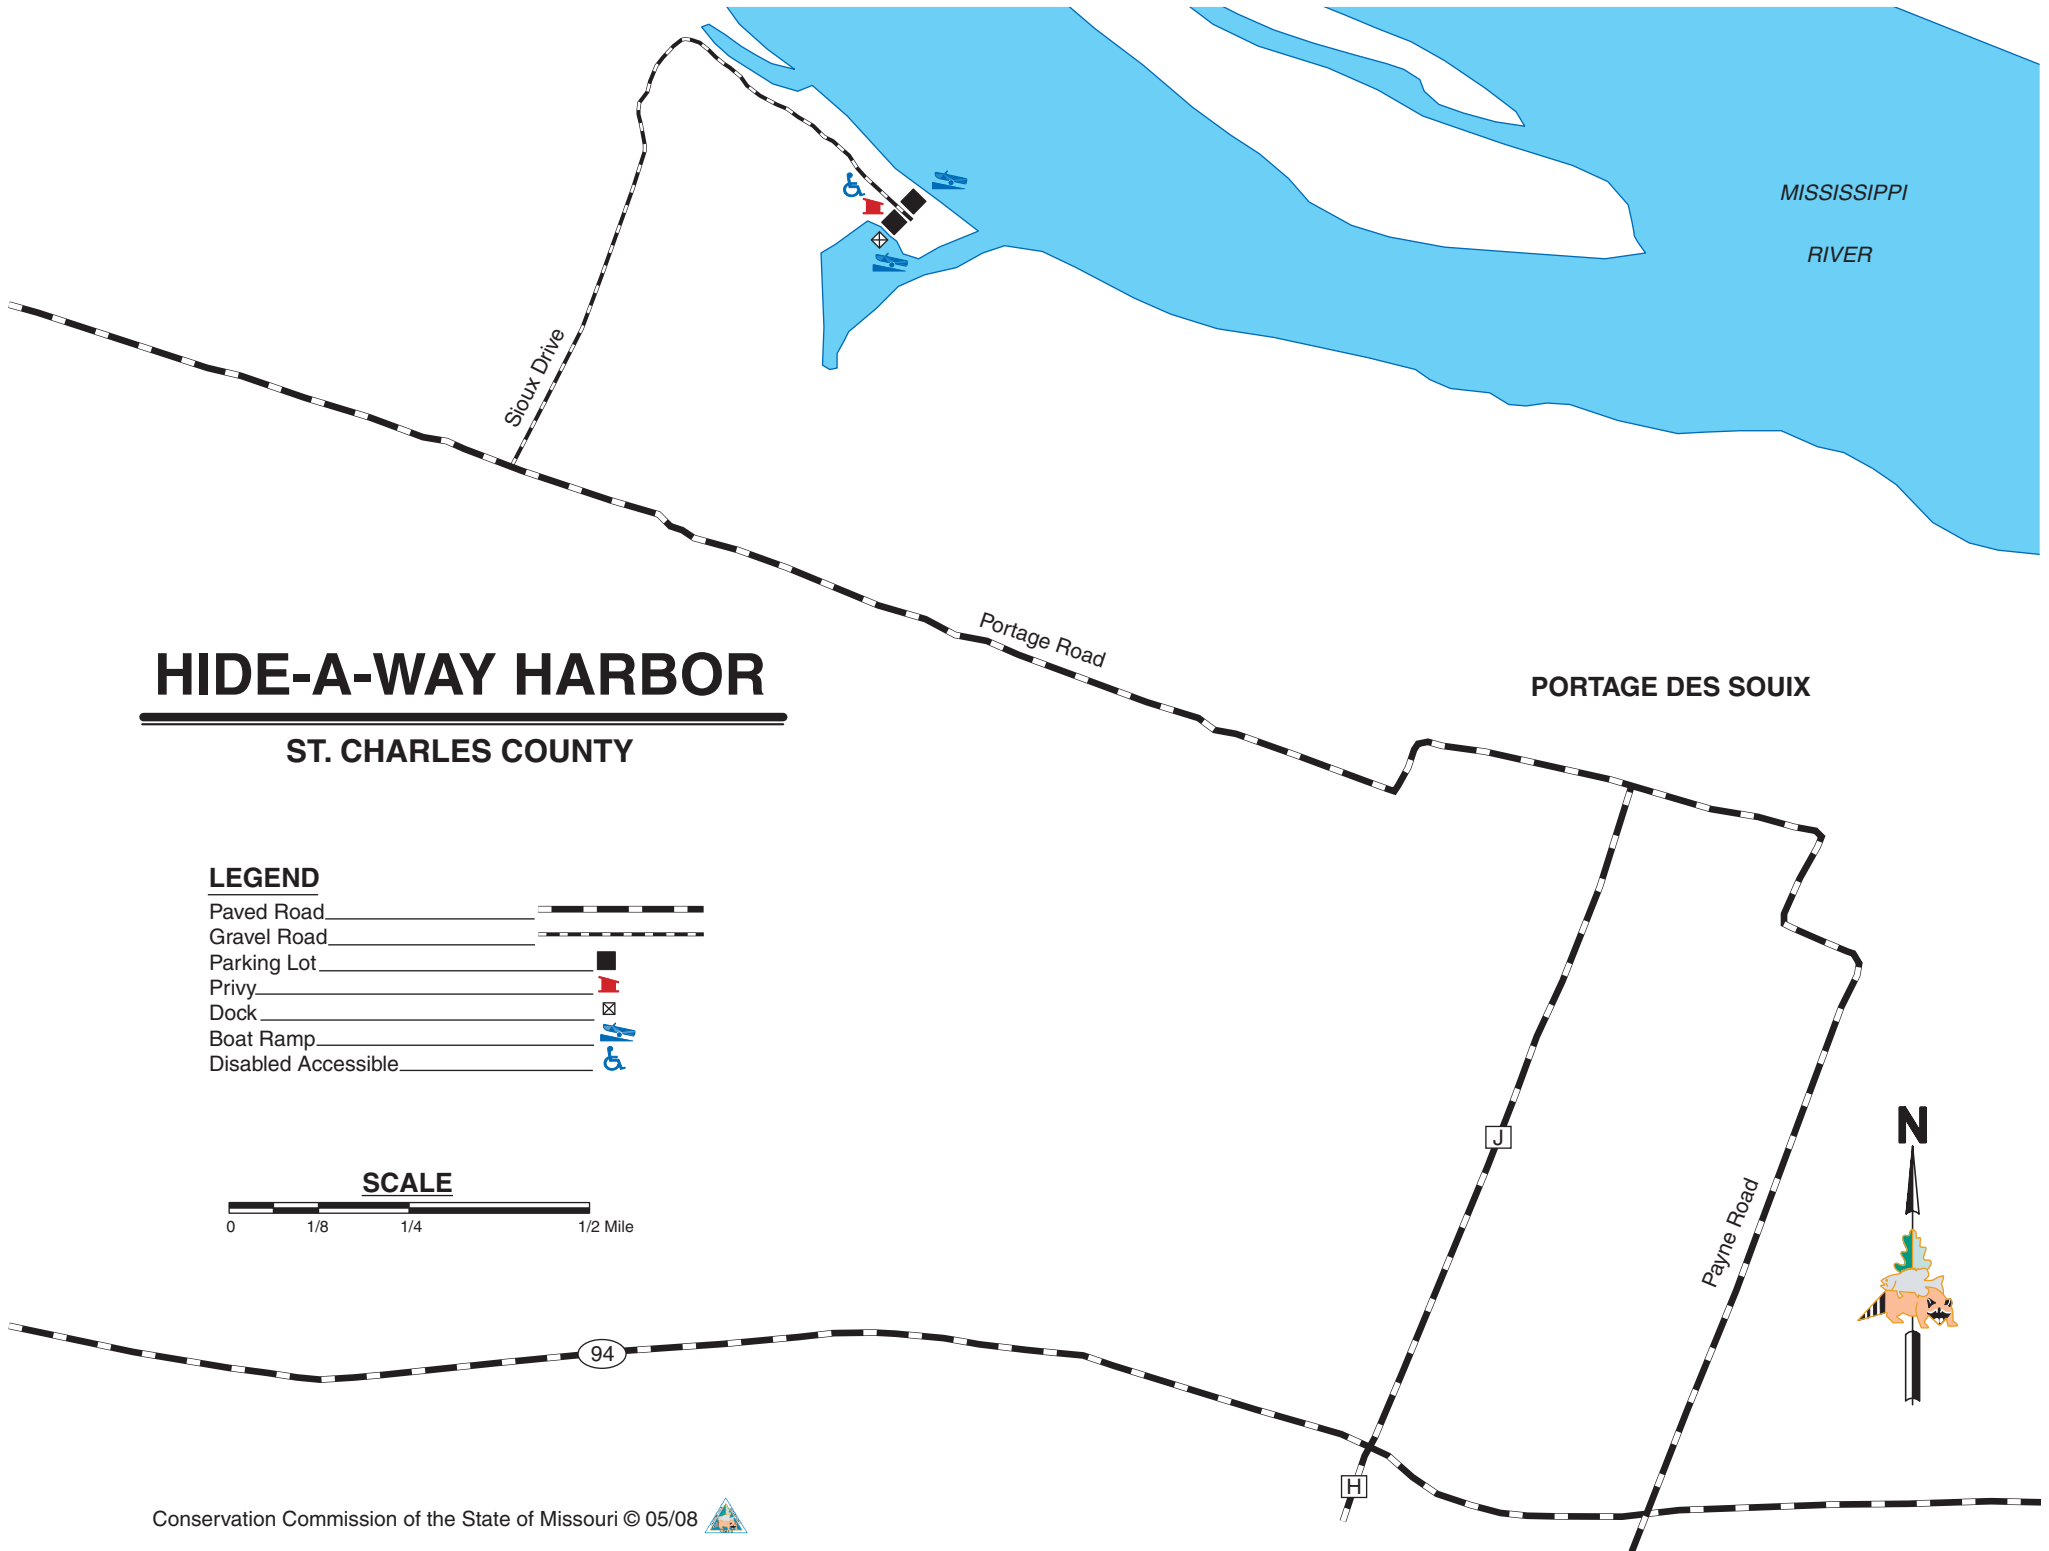 MISSISSIPPI
RIVER
Sioux Drive
Portage Road
HIDE-A-WAY HARBOR
ST. CHARLES COUNTY
PORTAGE DES SOUIX
LEGEND
Paved Road
Gravel Road
Parking Lot
Privy
Dock
Boat Ramp
Disabled Accessible
J
N
SCALE
0 1/8 1/4 1/2 Mile
Payne Road
94
H
Conservation Commission of the State of Missouri © 05/08